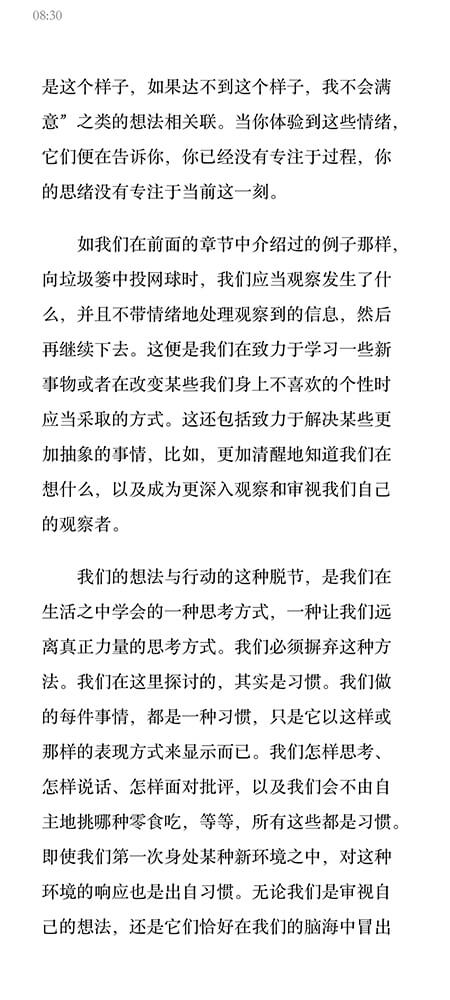 08:30
是这个样子，如果达不到这个样子，我不会满
意”之类的想法相关联。当你体验到这些情绪，
它们便在告诉你，你已经没有专注于过程，你
的思绪没有专注于当前这一刻。
如我们在前面的章节中介绍过的例子那样，
向垃圾篓中投网球时，我们应当观察发生了什
么，并且不带情绪地处理观察到的信息，然后
再继续下去。这便是我们在致力于学习一些新
事物或者在改变某些我们身上不喜欢的个性时
应当采取的方式。这还包括致力于解决某些更
加抽象的事情，比如，更加清醒地知道我们在
想什么，以及成为更深入观察和审视我们自己
的观察者。
我们的想法与行动的这种脱节，是我们在
生活之中学会的一种思考方式，一种让我们远
离真正力量的思考方式。我们必须摒弃这种方
法。我们在这里探讨的，其实是习惯。我们做
的每件事情，都是一种习惯，只是它以这样或
那样的表现方式来显示而已。我们怎样思考、
怎样说话、怎样面对批评，以及我们会不由自
主地挑哪种零食吃，等等，所有这些都是习惯。
即使我们第一次身处某种新环境之中，对这种
环境的响应也是出自习惯。无论我们是审视自
己的想法，还是它们恰好在我们的脑海中冒出